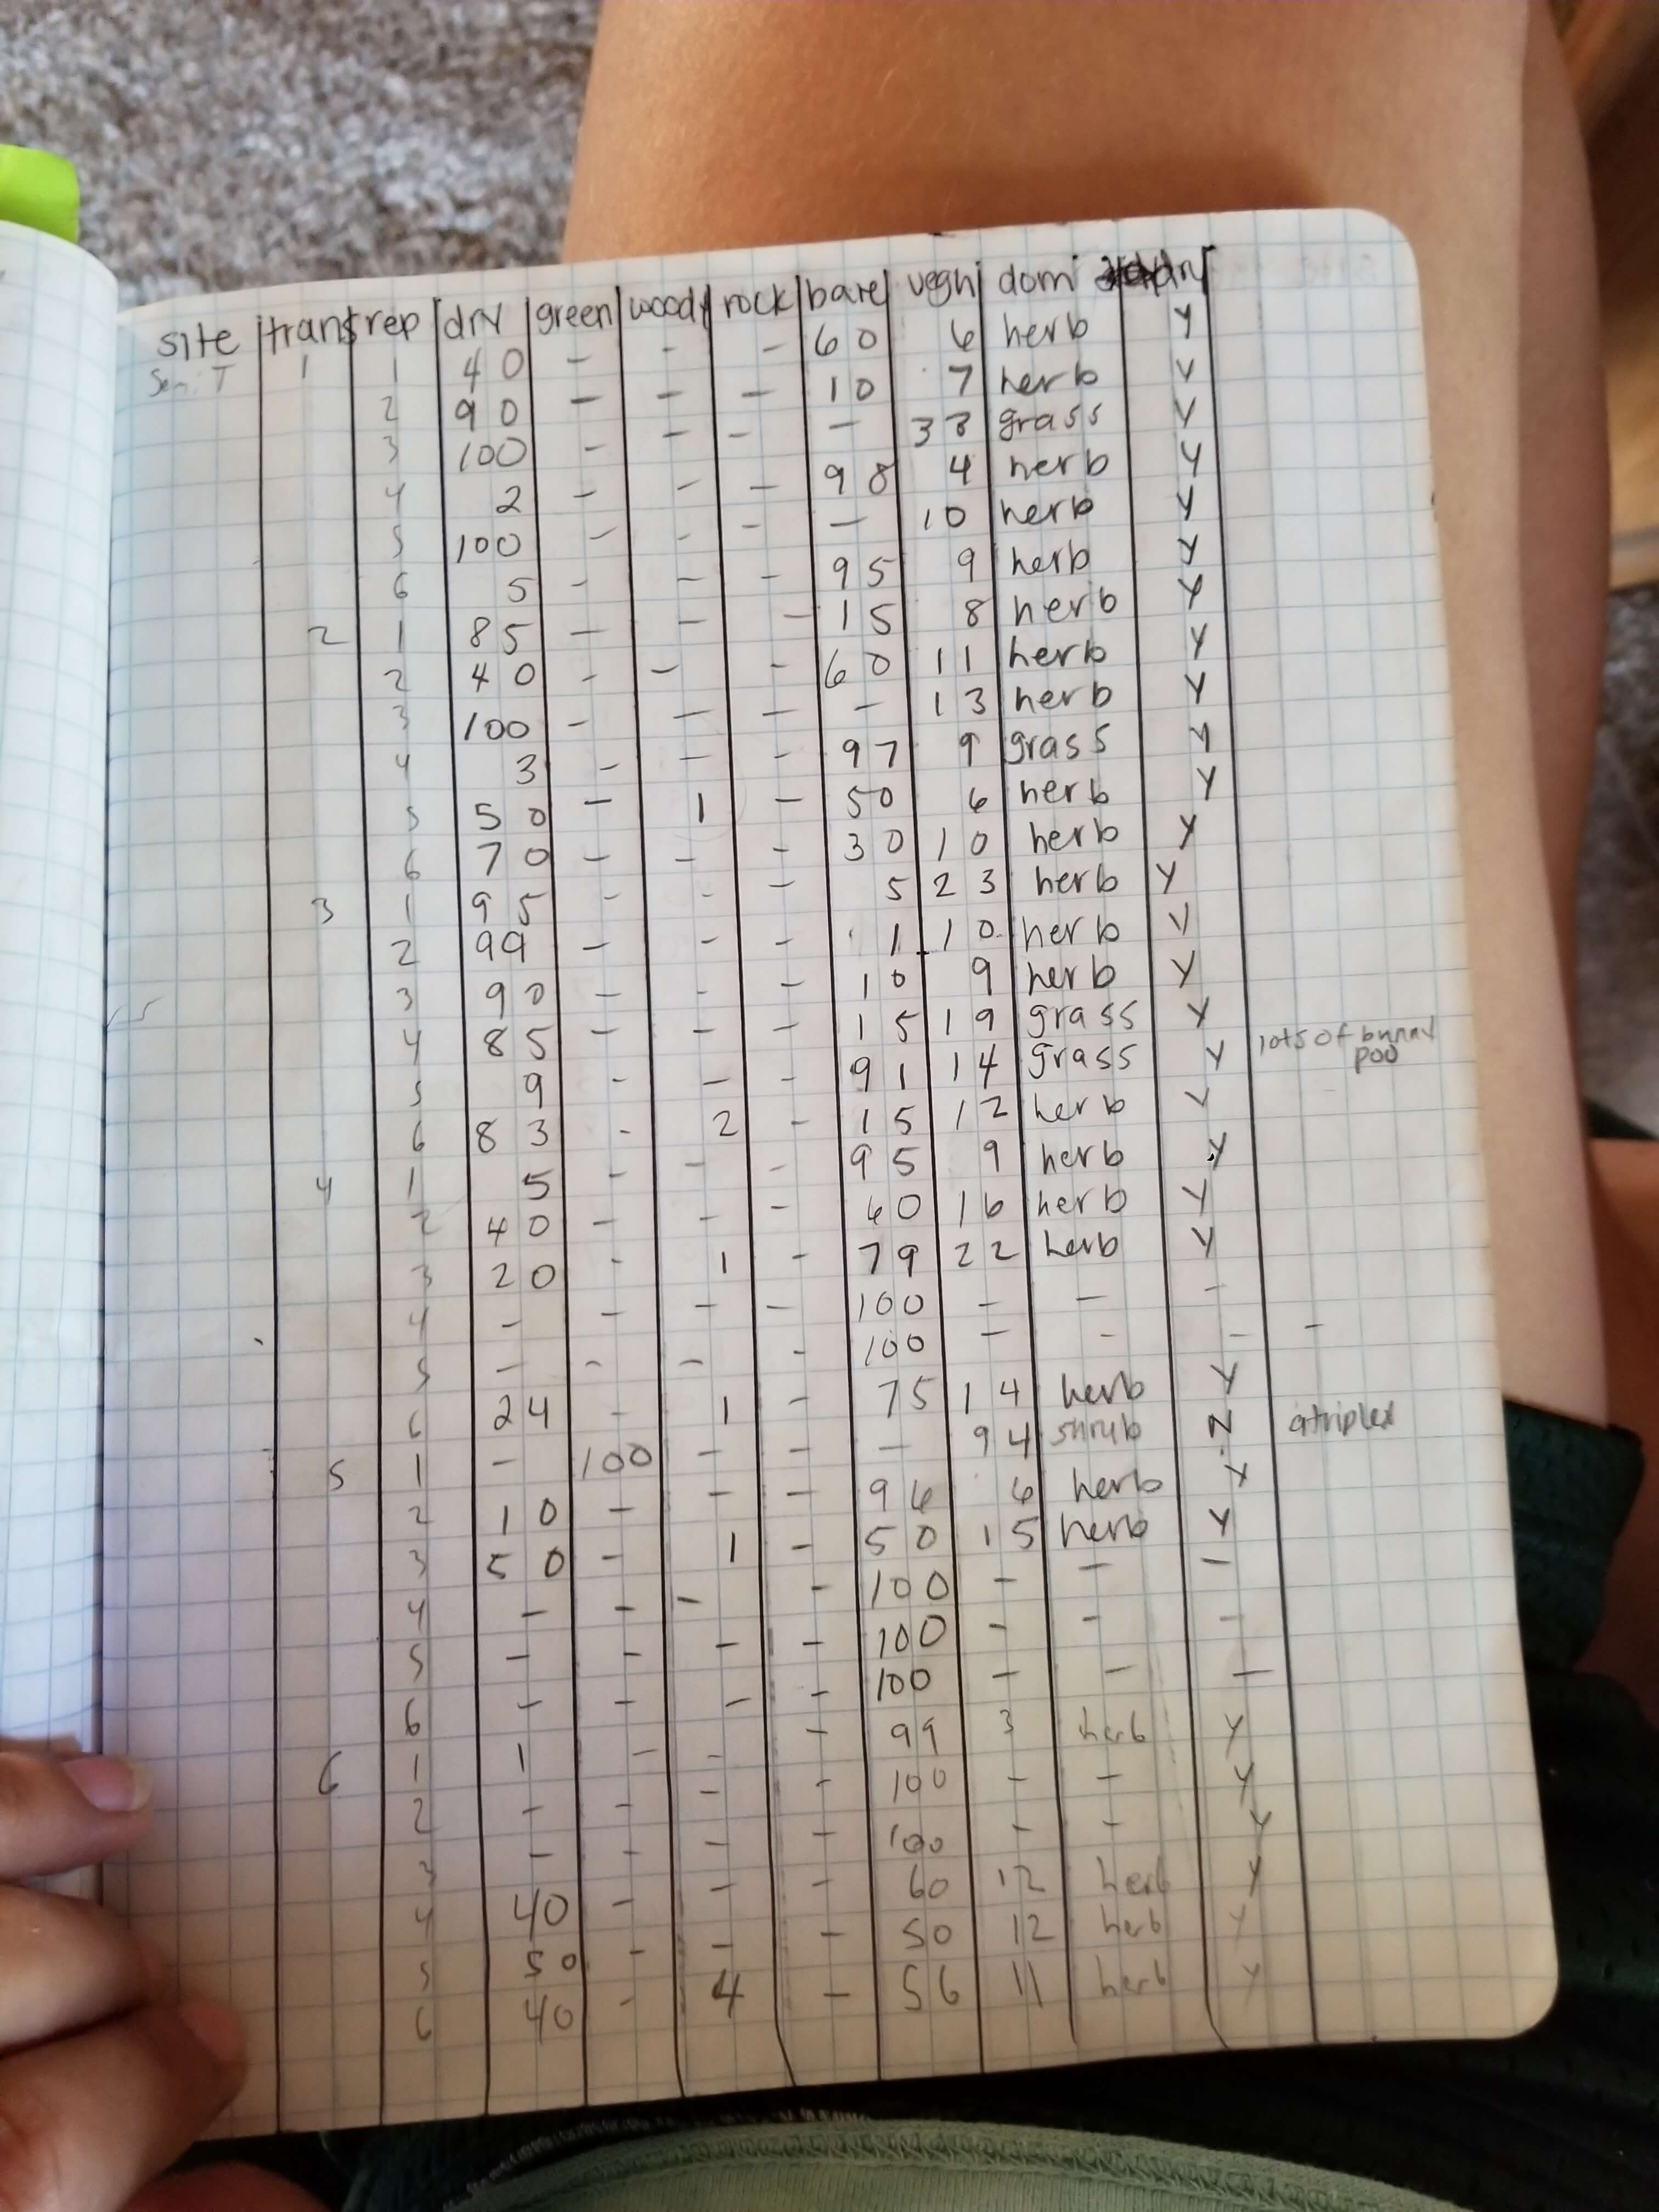 site trans rep dry green woody rock bare vegh dom dry
Semi T 1 1 40 - - - 60 6 herb Y
2 90 - - - 10 7 herb Y
3 100 - - - - 33 grass Y
4 2 - - - 98 4 herb Y
5 100 - - - - 10 herb Y
6 5 - - - 95 9 herb Y
2 1 85 - - - 15 8 herb Y
2 40 - - - 60 11 herb Y
3 100 - - - - 13 herb Y
4 3 - - - 97 9 grass Y
5 50 - 1 - 50 6 herb Y
6 70 - - - 30 10 herb Y
3 1 95 - - - 5 23 herb Y
2 99 - - - 1 10 herb Y
3 90 - - - 10 9 herb Y
4 85 - - - 15 19 grass Y
5 9 - - - 91 14 grass Y lots of bunny poo
6 83 - 2 - 15 12 herb Y
4 1 5 - - - 95 9 herb Y
2 40 - - - 60 16 herb Y
3 20 - 1 - 79 22 herb Y
4 - - - - 100 - - -
5 - - - - 100 - - - -
6 24 - 1 - 75 14 herb Y
5 1 - 100 - - - 94 shrub N atriplex
2 10 - - - 96 6 herb Y
3 50 - 1 - 50 15 herb Y
4 - - - - 100 - - -
5 - - - - 100 - - -
6 - - - - 100 - - -
6 1 1 - - - 99 3 herb Y
2 - - - - 100 - - Y
3 - - - - 100 - - Y
4 40 - - - 60 12 herb Y
5 50 - - - 50 12 herb Y
6 40 - 4 - 56 11 herb Y